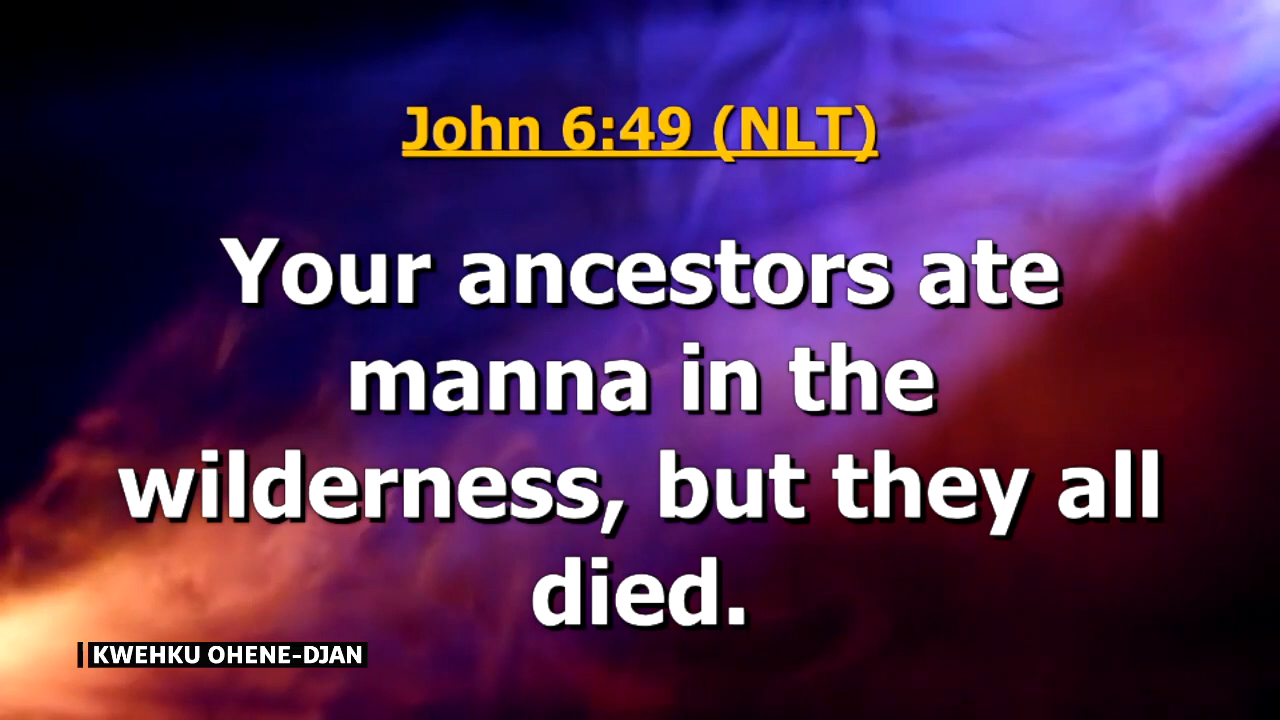 John 6:49 (NLT)
Your ancestors ate
manna in the
wilderness, but they all
died.
KWEHKU OHENE-DJAN